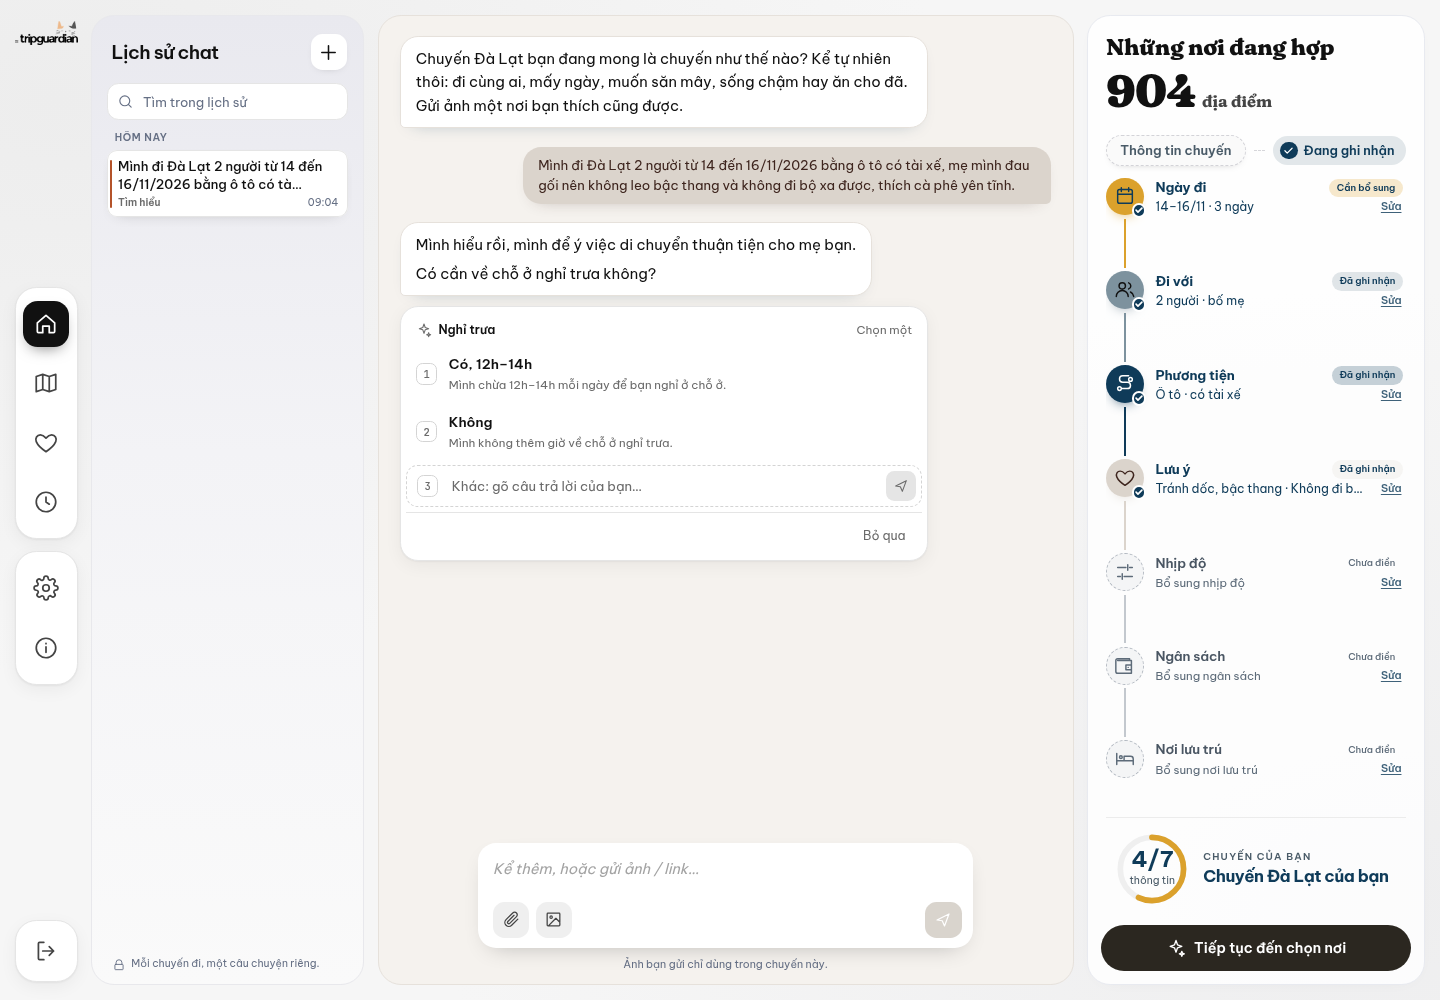 tripguardian
Lịch sử chat
Tìm trong lịch sử
HÔM NAY
Mình đi Đà Lạt 2 người từ 14 đến
16/11/2026 bằng ô tô có tà...
Tìm hiểu
09:04
Mỗi chuyến đi, một câu chuyện riêng.
Chuyến Đà Lạt bạn đang mong là chuyến như thế nào? Kể tự nhiên
thôi: đi cùng ai, mấy ngày, muốn săn mây, sống chậm hay ăn cho đã.
Gửi ảnh một nơi bạn thích cũng được.
Mình đi Đà Lạt 2 người từ 14 đến 16/11/2026 bằng ô tô có tài xế, mẹ mình đau
gối nên không leo bậc thang và không đi bộ xa được, thích cà phê yên tĩnh.
Mình hiểu rồi, mình để ý việc di chuyển thuận tiện cho mẹ bạn.
Có cần về chỗ ở nghỉ trưa không?
Nghỉ trưa
Chọn một
1
Có, 12h–14h
Mình chừa 12h–14h mỗi ngày để bạn nghỉ ở chỗ ở.
2
Không
Mình không thêm giờ về chỗ ở nghỉ trưa.
3
Khác: gõ câu trả lời của bạn...
Bỏ qua
Kể thêm, hoặc gửi ảnh / link...
Ảnh bạn gửi chỉ dùng trong chuyến này.
Những nơi đang hợp
904 địa điểm
Thông tin chuyến
Đang ghi nhận
Ngày đi
Cần bổ sung
14–16/11 · 3 ngày
Sửa
Đi với
Đã ghi nhận
2 người · bố mẹ
Sửa
Phương tiện
Đã ghi nhận
Ô tô · có tài xế
Sửa
Lưu ý
Đã ghi nhận
Tránh dốc, bậc thang · Không đi b...
Sửa
Nhịp độ
Chưa điền
Bổ sung nhịp độ
Sửa
Ngân sách
Chưa điền
Bổ sung ngân sách
Sửa
Nơi lưu trú
Chưa điền
Bổ sung nơi lưu trú
Sửa
4/7
thông tin
CHUYẾN CỦA BẠN
Chuyến Đà Lạt của bạn
Tiếp tục đến chọn nơi